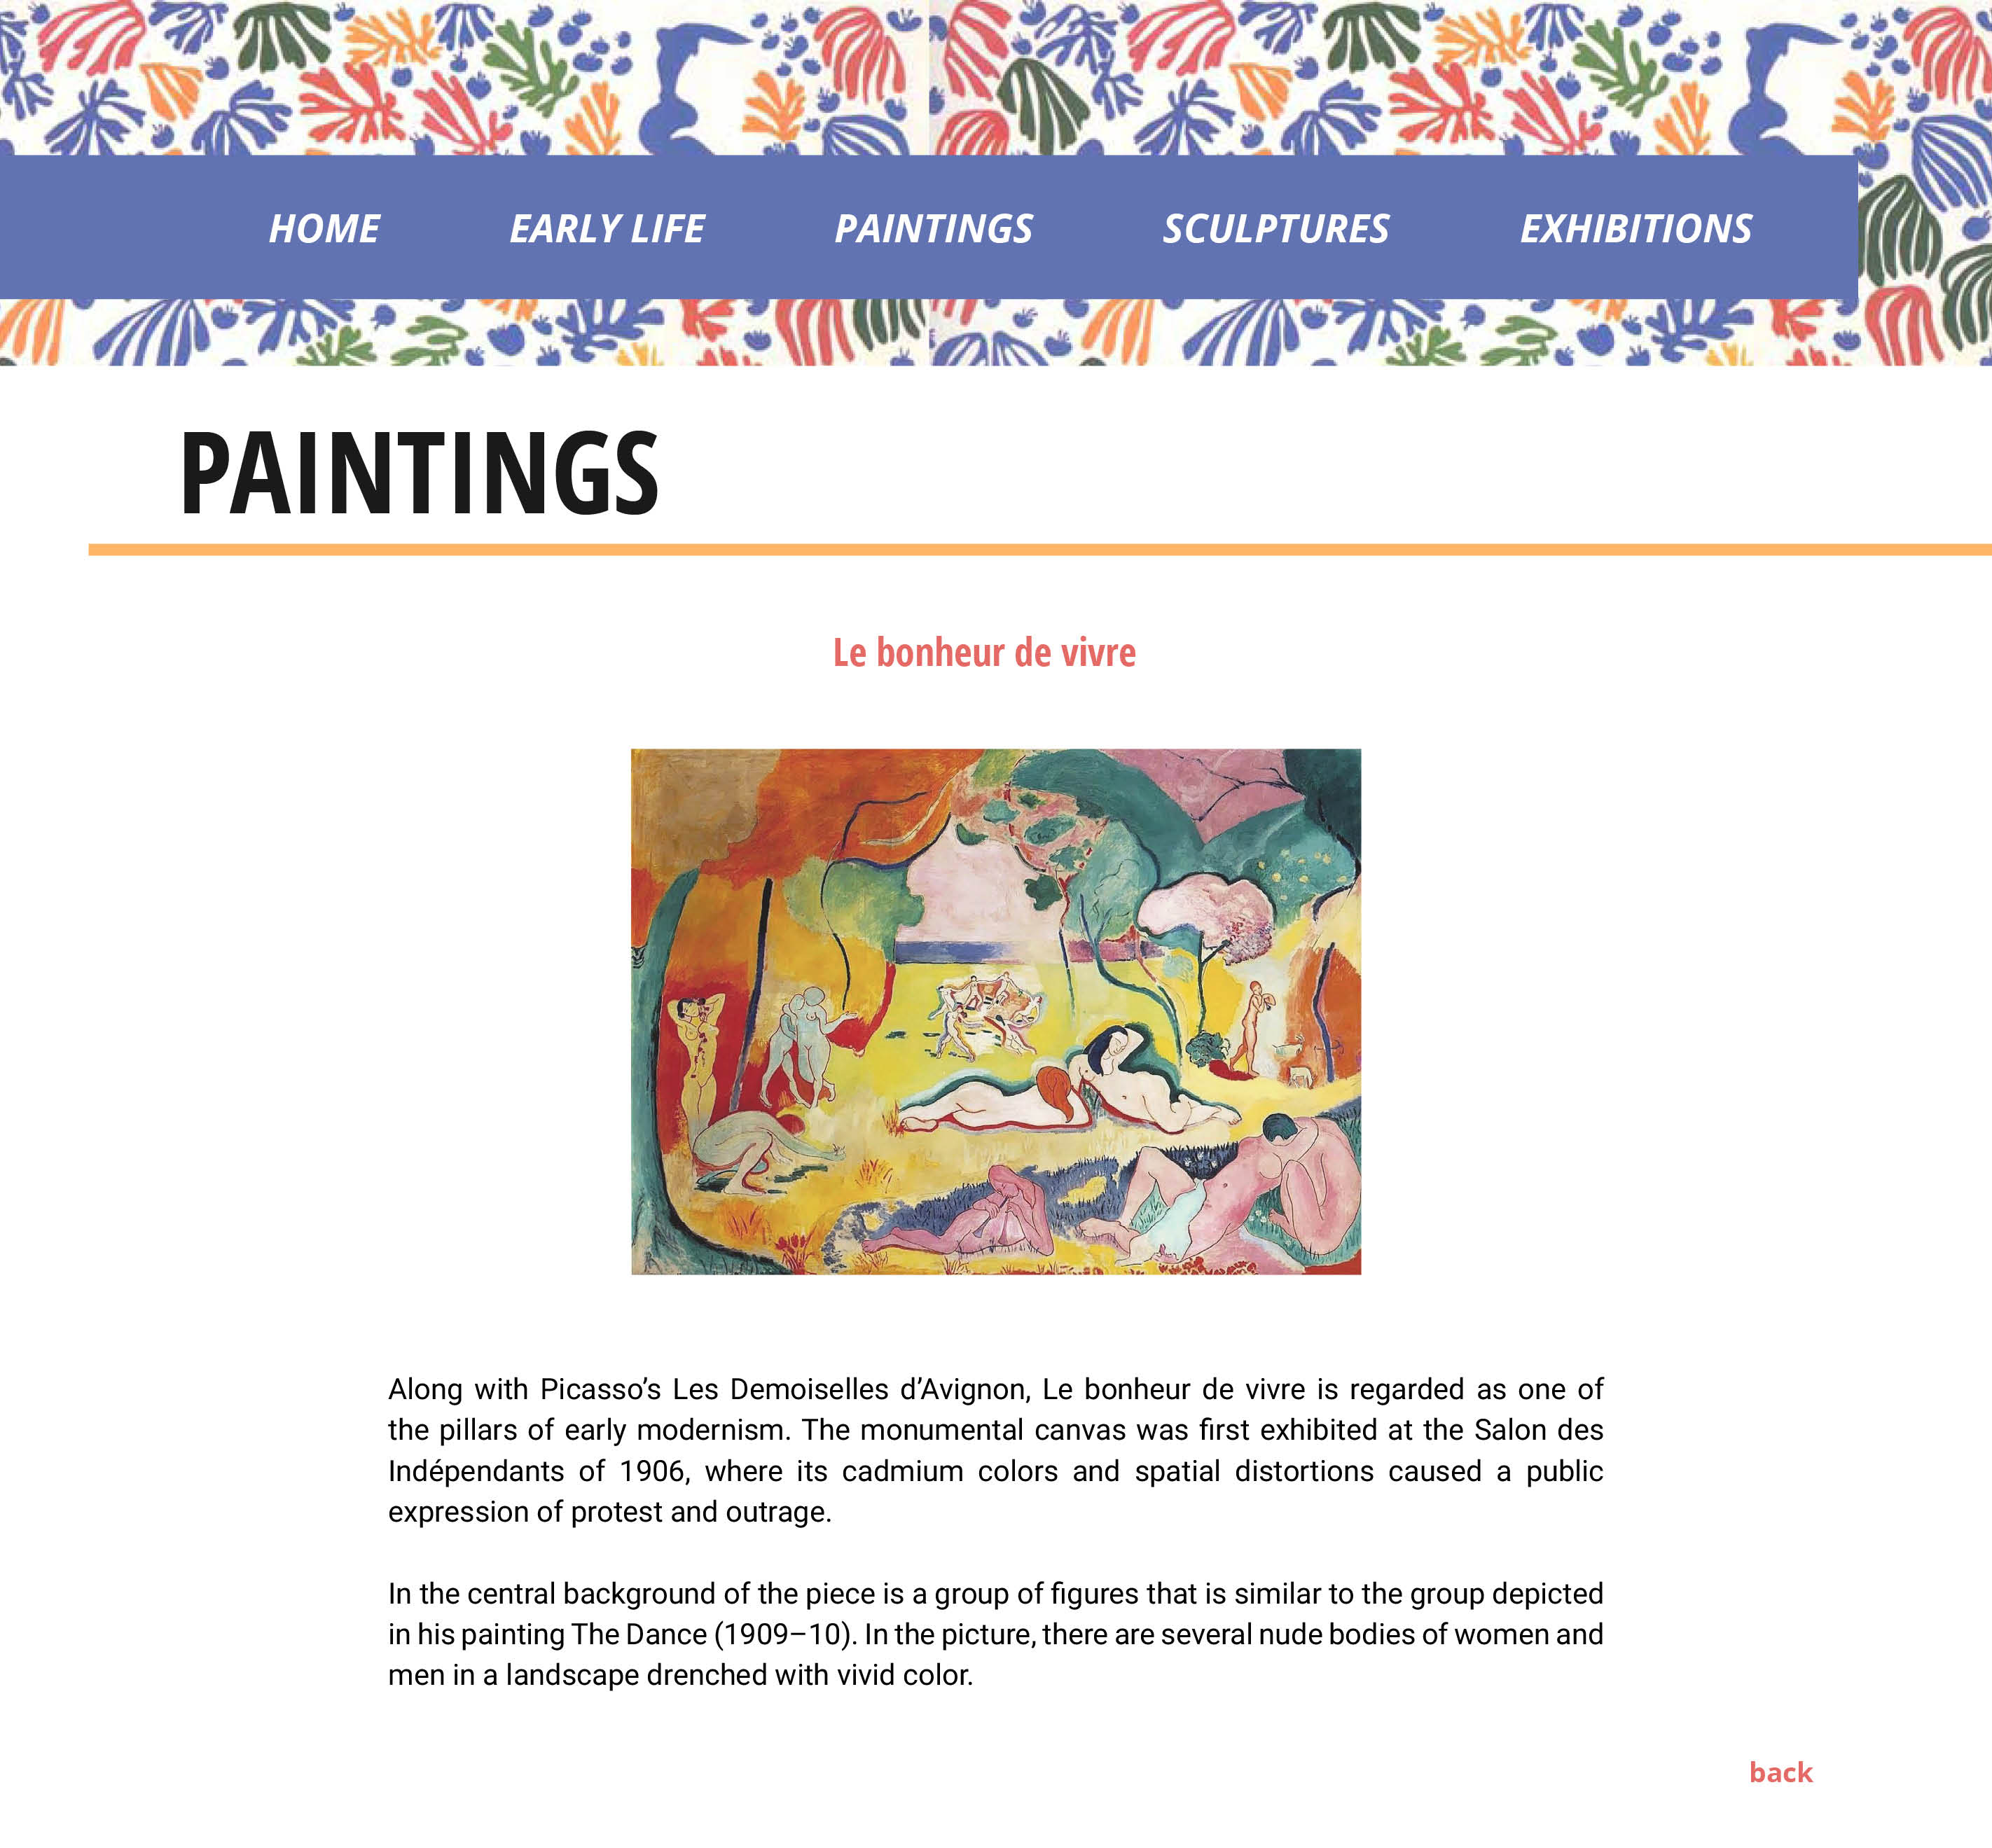 HOME EARLY LIFE PAINTINGS SCULPTURES EXHIBITIONS
PAINTINGS
Le bonheur de vivre
Along with Picasso’s Les Demoiselles d’Avignon, Le bonheur de vivre is regarded as one of
the pillars of early modernism. The monumental canvas was first exhibited at the Salon des
Indépendants of 1906, where its cadmium colors and spatial distortions caused a public
expression of protest and outrage.
In the central background of the piece is a group of figures that is similar to the group depicted
in his painting The Dance (1909–10). In the picture, there are several nude bodies of women and
men in a landscape drenched with vivid color.
back